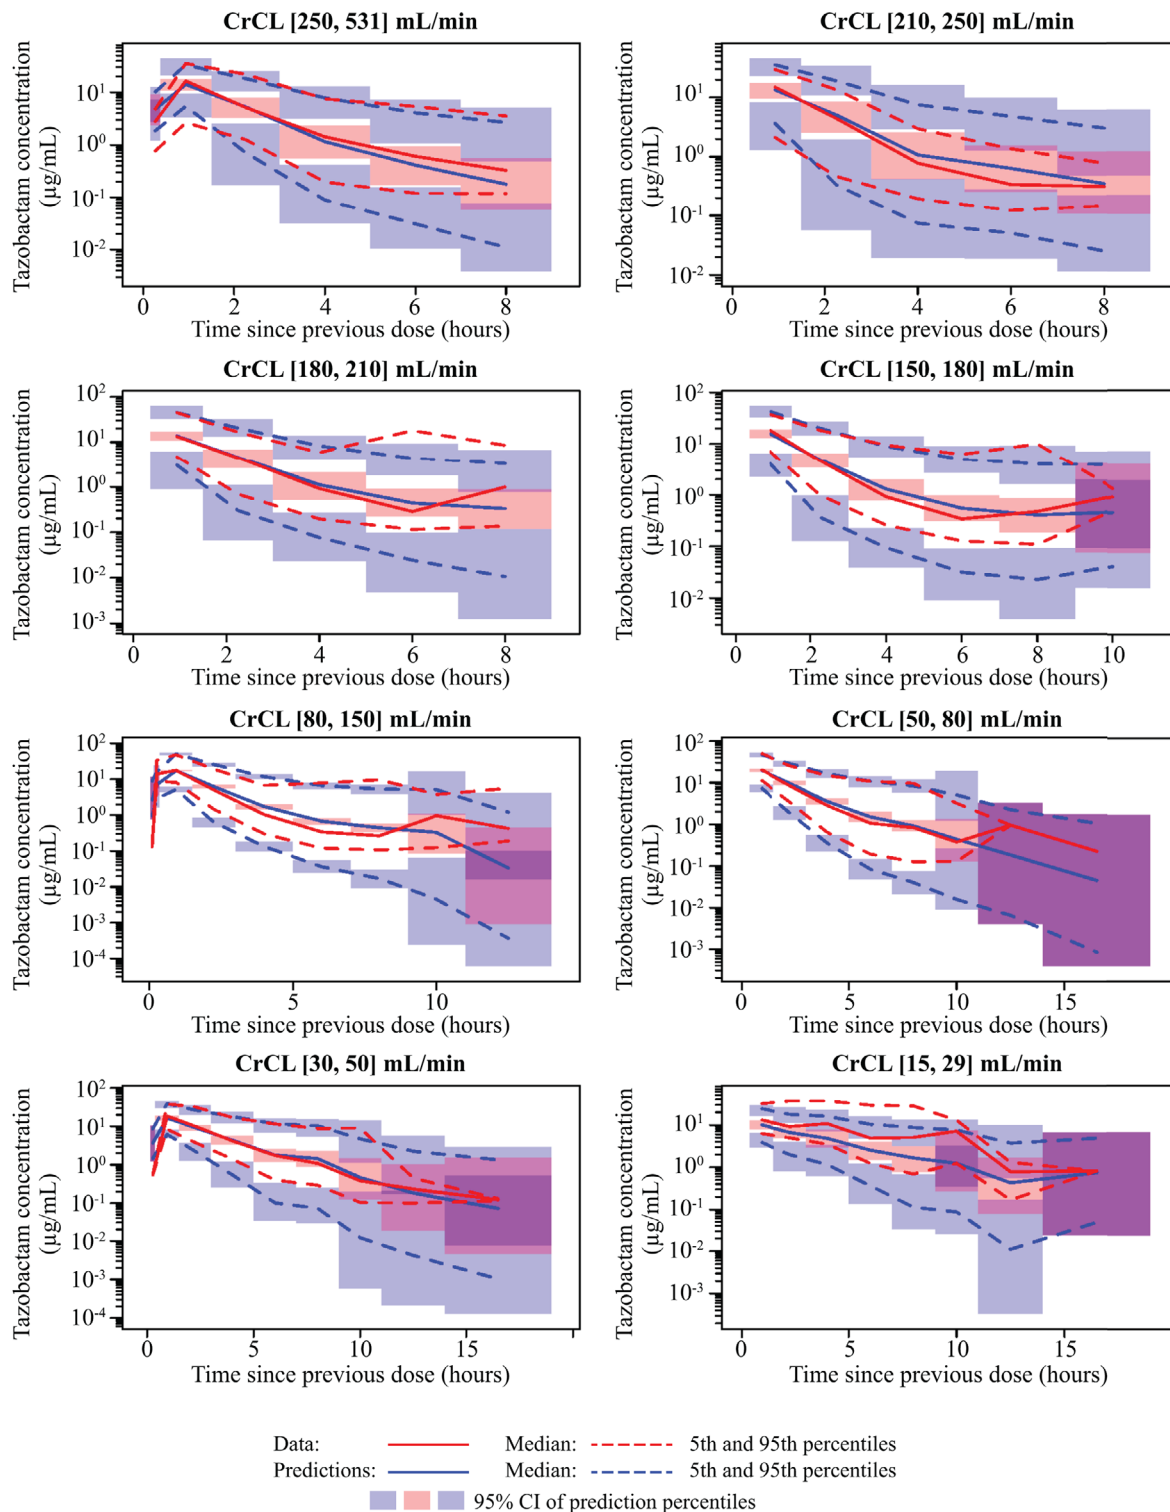 CrCL [250, 531] mL/min
Tazobactam concentration
(µg/mL)
10¹
10⁰
10⁻¹
10⁻²
0 2 4 6 8
Time since previous dose (hours)
CrCL [210, 250] mL/min
Tazobactam concentration
(µg/mL)
10¹
10⁰
10⁻¹
10⁻²
0 2 4 6 8
Time since previous dose (hours)
CrCL [180, 210] mL/min
Tazobactam concentration
(µg/mL)
10²
10¹
10⁰
10⁻¹
10⁻²
10⁻³
0 2 4 6 8
Time since previous dose (hours)
CrCL [150, 180] mL/min
Tazobactam concentration
(µg/mL)
10²
10¹
10⁰
10⁻¹
10⁻²
0 2 4 6 8 10
Time since previous dose (hours)
CrCL [80, 150] mL/min
Tazobactam concentration
(µg/mL)
10²
10¹
10⁰
10⁻¹
10⁻²
10⁻³
10⁻⁴
0 5 10
Time since previous dose (hours)
CrCL [50, 80] mL/min
Tazobactam concentration
(µg/mL)
10²
10¹
10⁰
10⁻¹
10⁻²
10⁻³
0 5 10 15
Time since previous dose (hours)
CrCL [30, 50] mL/min
Tazobactam concentration
(µg/mL)
10²
10¹
10⁰
10⁻¹
10⁻²
10⁻³
10⁻⁴
0 5 10 15
Time since previous dose (hours)
CrCL [15, 29] mL/min
Tazobactam concentration
(µg/mL)
10¹
10⁰
10⁻¹
10⁻²
10⁻³
0 5 10 15
Time since previous dose (hours)
Data: Median: 5th and 95th percentiles
Predictions: Median: 5th and 95th percentiles
95% CI of prediction percentiles